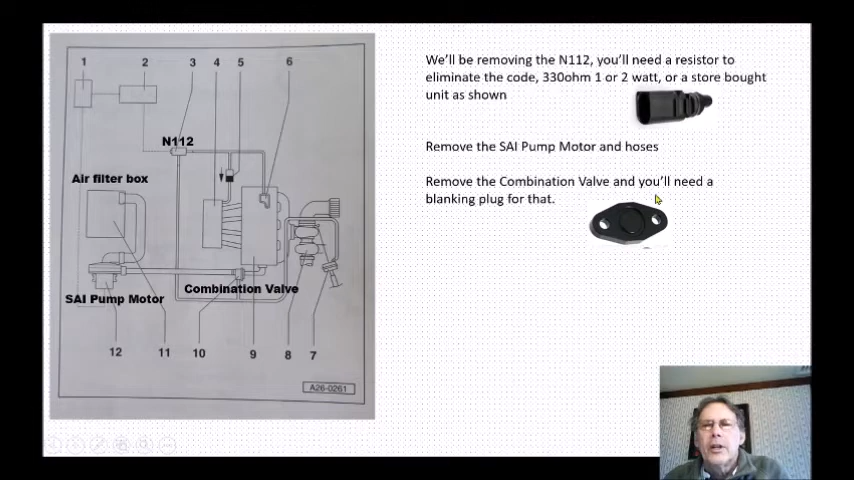 1 2 3 4 5 6
N112
Air filter box
SAI Pump Motor
Combination Valve
12 11 10 9 8 7
A26-0261
We'll be removing the N112, you'll need a resistor to
eliminate the code, 330ohm 1 or 2 watt, or a store bought
unit as shown
Remove the SAI Pump Motor and hoses
Remove the Combination Valve and you'll need a
blanking plug for that.